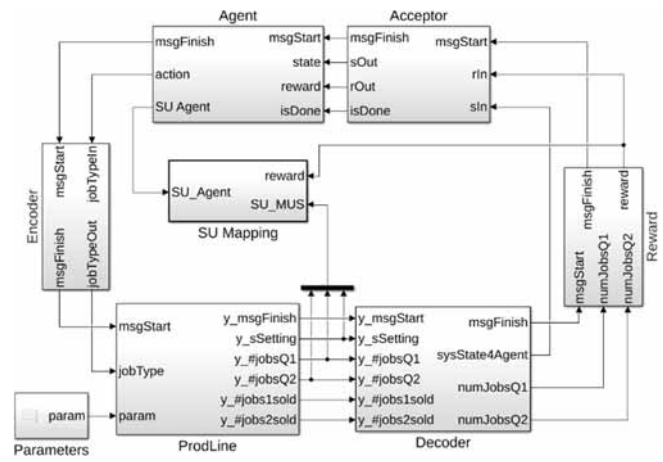 Agent
Acceptor
msgFinish
action
SU Agent
msgStart
state
reward
isDone
msgFinish
sOut
rOut
isDone
msgStart
rIn
sIn
Encoder
msgStart
jobTypeIn
msgFinish
jobTypeOut
SU_Agent
reward
SU_MUS
SU Mapping
msgFinish
reward
msgStart
numJobsQ1
numJobsQ2
Reward
msgStart
jobType
param
y_msgFinish
y_sSetting
y_#jobsQ1
y_#jobsQ2
y_#jobs1sold
y_#jobs2sold
ProdLine
y_msgStart
y_sSetting
y_#jobsQ1
y_#jobsQ2
y_#jobs1sold
y_#jobs2sold
msgFinish
sysState4Agent
numJobsQ1
numJobsQ2
Decoder
param
Parameters